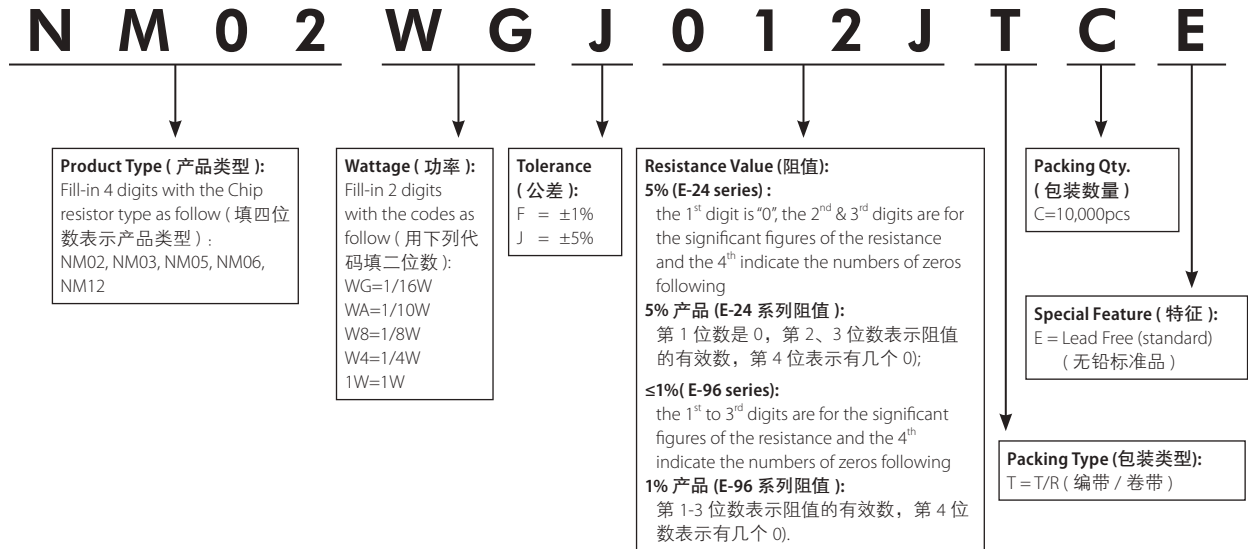 N M 0 2 W G J 0 1 2 J T C E
Product Type ( 产品类型 ):
Fill-in 4 digits with the Chip
resistor type as follow ( 填四位
数表示产品类型 ) :
NM02, NM03, NM05, NM06,
NM12
Wattage ( 功率 ):
Fill-in 2 digits
with the codes as
follow ( 用下列代
码填二位数 ):
WG=1/16W
WA=1/10W
W8=1/8W
W4=1/4W
1W=1W
Tolerance
( 公差 ):
F = ±1%
J = ±5%
Resistance Value (阻值):
5% (E-24 series) :
the 1st digit is “0”, the 2nd & 3rd digits are for
the significant figures of the resistance
and the 4th indicate the numbers of zeros
following
5% 产品 (E-24 系列阻值 ):
第 1 位数是 0，第 2、3 位数表示阻值
的有效数，第 4 位表示有几个 0);
≤1%( E-96 series):
the 1st to 3rd digits are for the significant
figures of the resistance and the 4th
indicate the numbers of zeros following
1% 产品 (E-96 系列阻值 ):
第 1-3 位数表示阻值的有效数，第 4 位
数表示有几个 0).
Packing Qty.
( 包装数量 )
C=10,000pcs
Special Feature ( 特征 ):
E = Lead Free (standard)
( 无铅标准品 )
Packing Type (包装类型):
T = T/R ( 编带 / 卷带 )